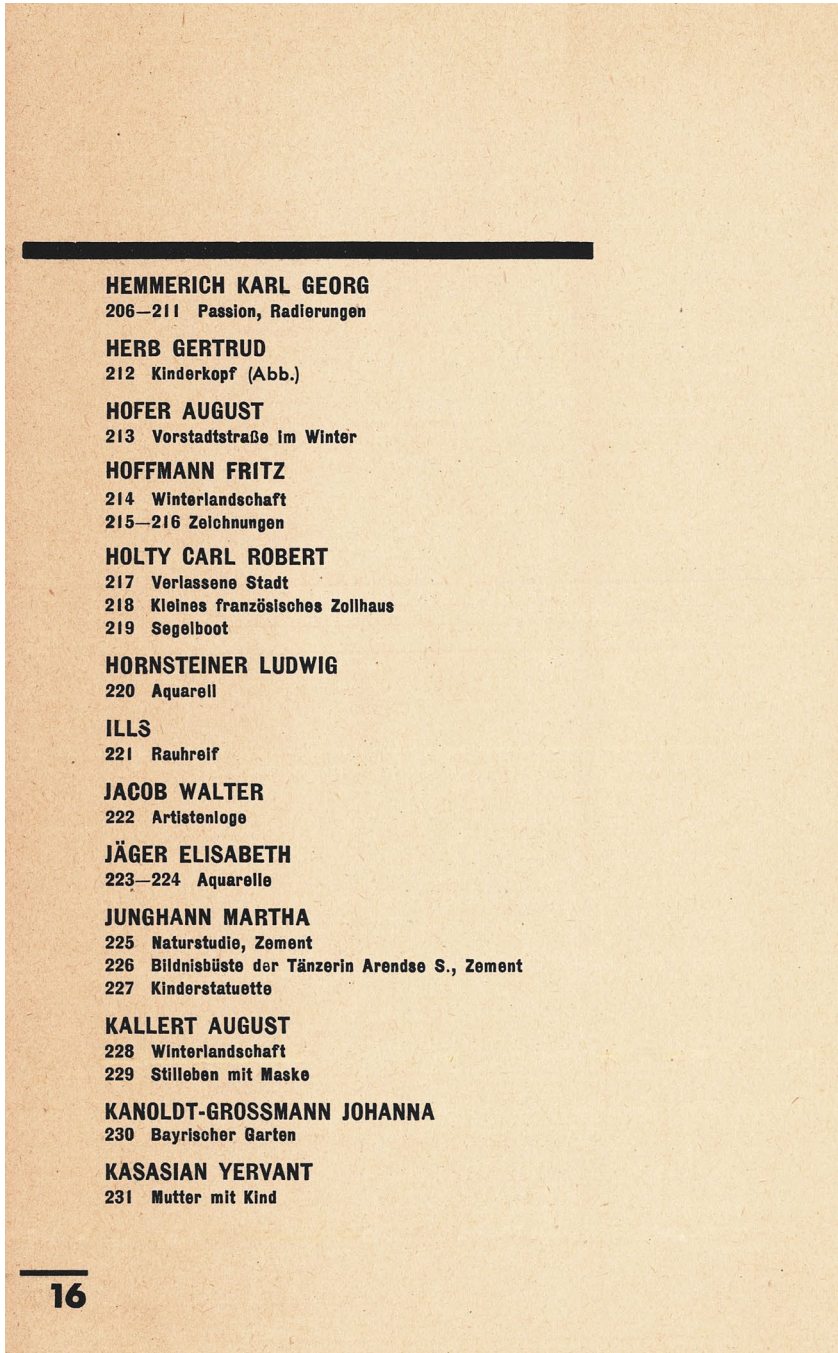 HEMMERICH KARL GEORG
206—211 Passion, Radierungen
HERB GERTRUD
212 Kinderkopf (Abb.)
HOFER AUGUST
213 Vorstadtstraße im Winter
HOFFMANN FRITZ
214 Winterlandschaft
215—216 Zeichnungen
HOLTY CARL ROBERT
217 Verlassene Stadt
218 Kleines französisches Zollhaus
219 Segelboot
HORNSTEINER LUDWIG
220 Aquarell
ILLS
221 Rauhreif
JACOB WALTER
222 Artistenloge
JÄGER ELISABETH
223—224 Aquarelle
JUNGHANN MARTHA
225 Naturstudie, Zement
226 Bildnisbüste der Tänzerin Arendse S., Zement
227 Kinderstatuette
KALLERT AUGUST
228 Winterlandschaft
229 Stilleben mit Maske
KANOLDT-GROSSMANN JOHANNA
230 Bayrischer Garten
KASASIAN YERVANT
231 Mutter mit Kind
16